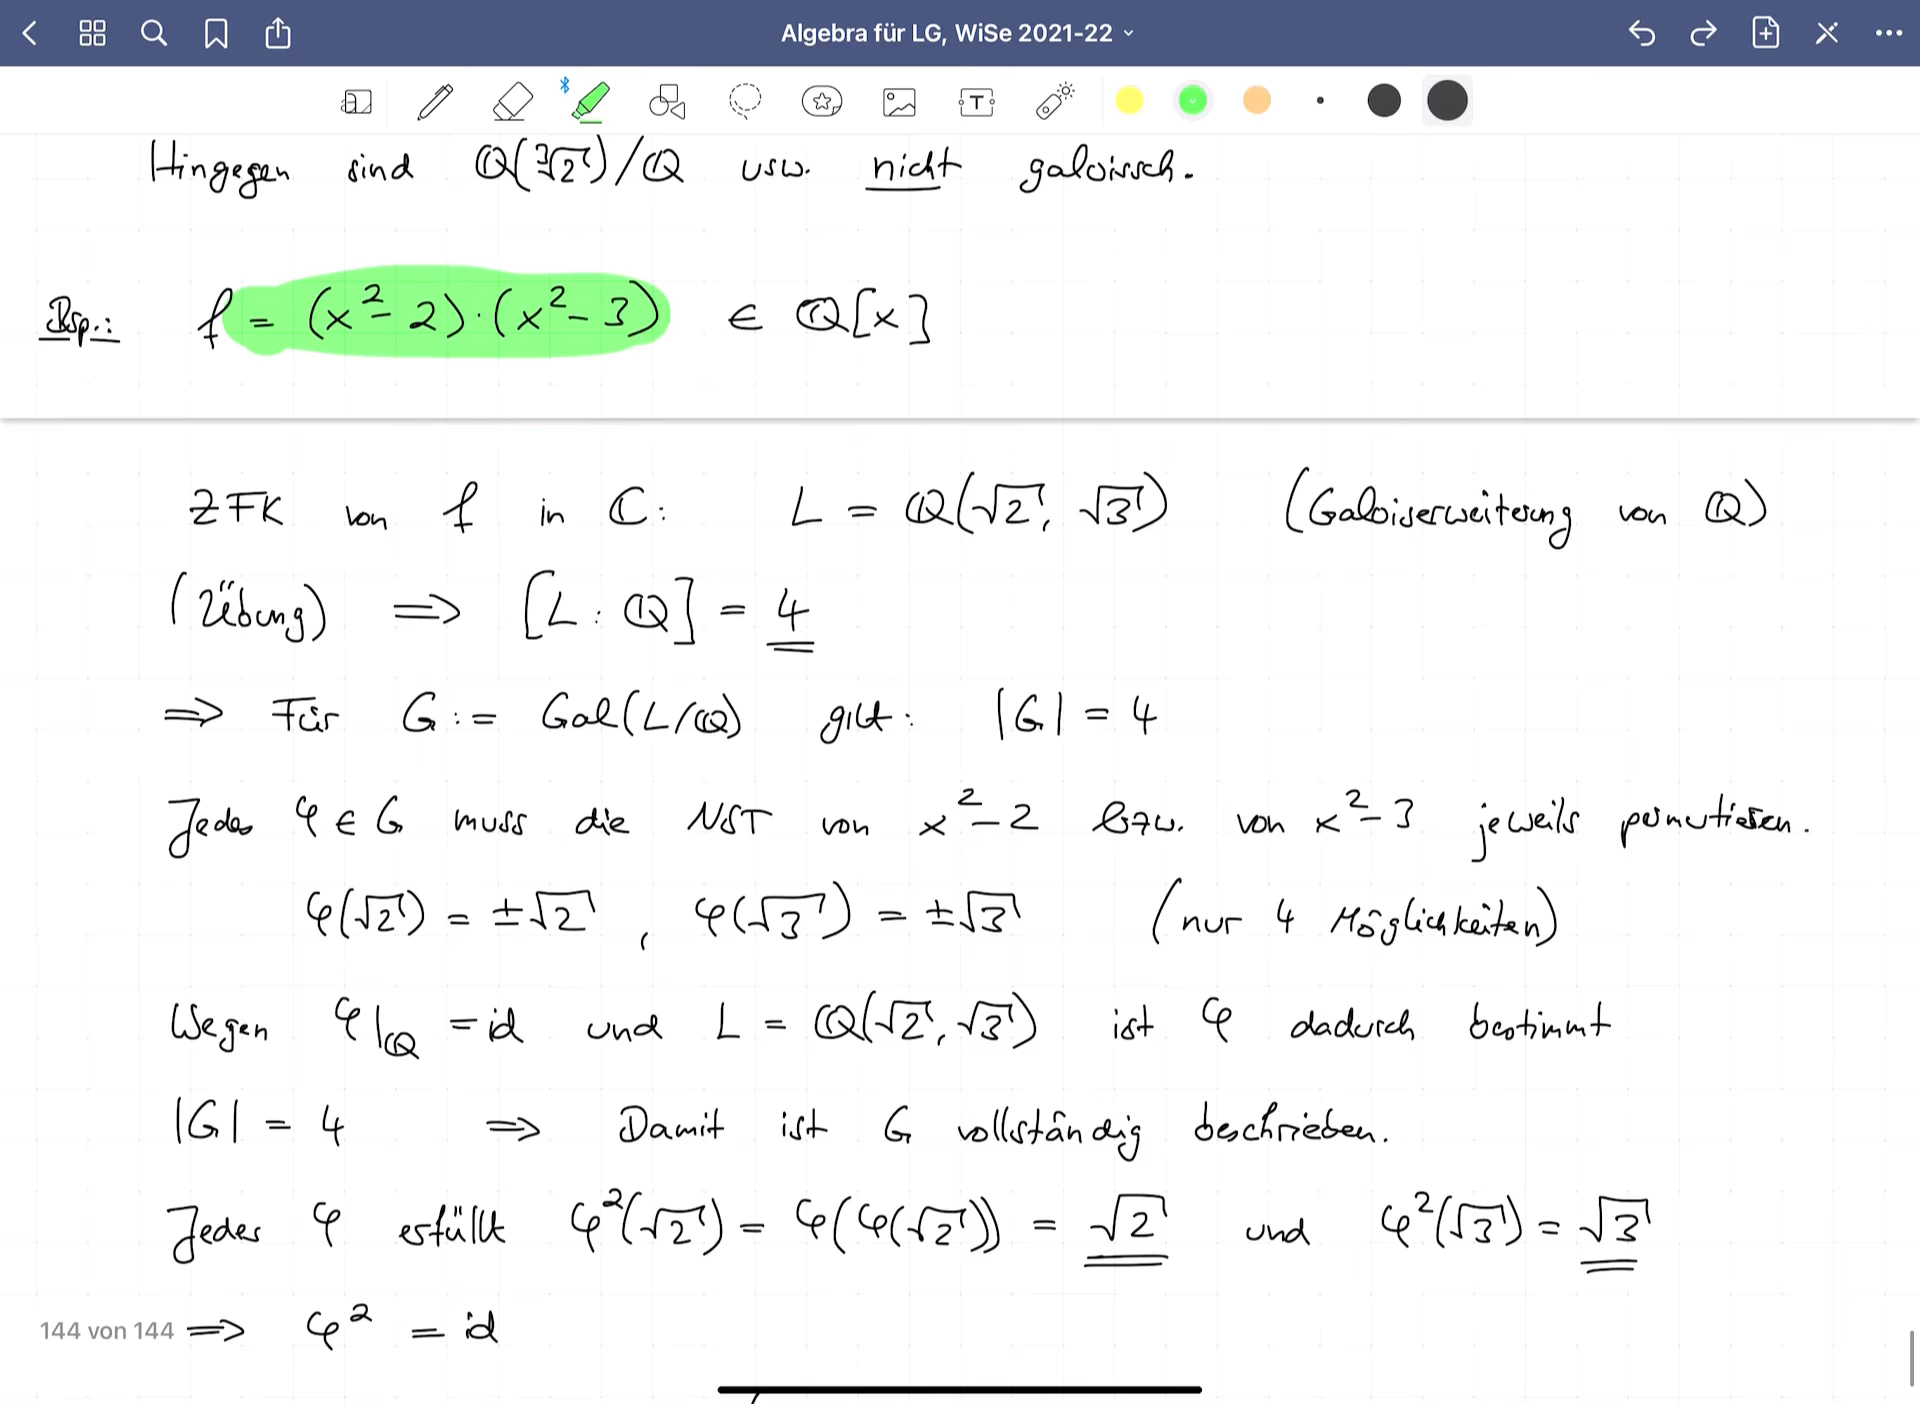 Algebra für LG, WiSe 2021-22
Hingegen sind ℚ(∛2)/ℚ usw. nicht galoissch.
Bsp.: f = (x²-2)·(x²-3) ∈ ℚ[x]
ZFK von f in ℂ: L = ℚ(√2, √3) (Galoiserweiterung von ℚ)
(Übung) ⟹ [L:ℚ] = 4
⟹ Für G := Gal(L/ℚ) gilt: |G| = 4
Jedes φ ∈ G muss die NST von x²-2 bzw. von x²-3 jeweils permutieren.
φ(√2) = ±√2, φ(√3) = ±√3 (nur 4 Möglichkeiten)
Wegen φ|ℚ = id und L = ℚ(√2, √3) ist φ dadurch bestimmt
|G| = 4 ⟹ Damit ist G vollständig beschrieben.
Jedes φ erfüllt φ²(√2) = φ(φ(√2)) = √2 und φ²(√3) = √3
144 von 144 ⟹ φ² = id